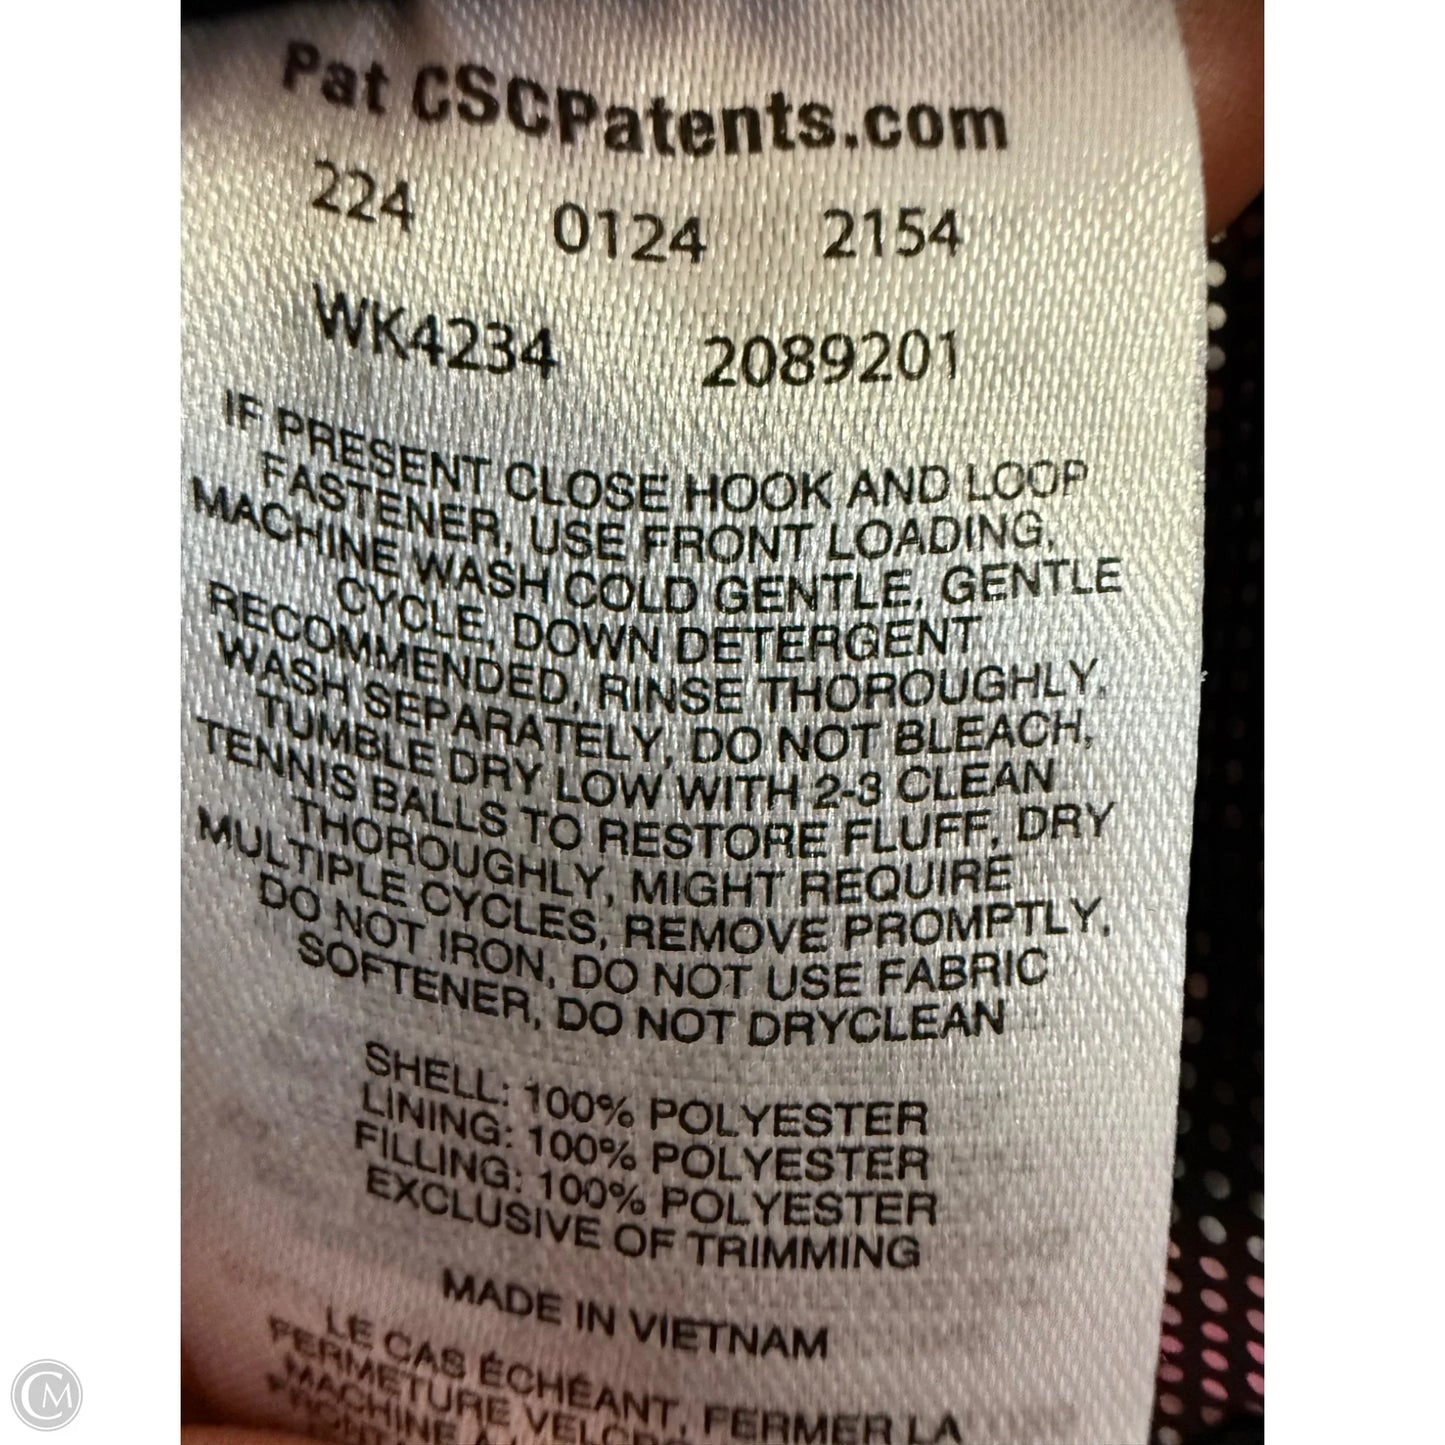 Pat CSCPatents.com
224 0124 2154
WK4234 2089201
IF PRESENT CLOSE HOOK AND LOOP
FASTENER, USE FRONT LOADING,
MACHINE WASH COLD GENTLE, GENTLE
CYCLE, DOWN DETERGENT
RECOMMENDED, RINSE THOROUGHLY,
WASH SEPARATELY, DO NOT BLEACH,
TUMBLE DRY LOW WITH 2-3 CLEAN
TENNIS BALLS TO RESTORE FLUFF, DRY
THOROUGHLY, MIGHT REQUIRE
MULTIPLE CYCLES, REMOVE PROMPTLY,
DO NOT IRON, DO NOT USE FABRIC
SOFTENER, DO NOT DRYCLEAN
SHELL: 100% POLYESTER
LINING: 100% POLYESTER
FILLING: 100% POLYESTER
EXCLUSIVE OF TRIMMING
MADE IN VIETNAM
LE CAS ÉCHÉANT, FERMER LA
FERMETURE
MACHINE
CM